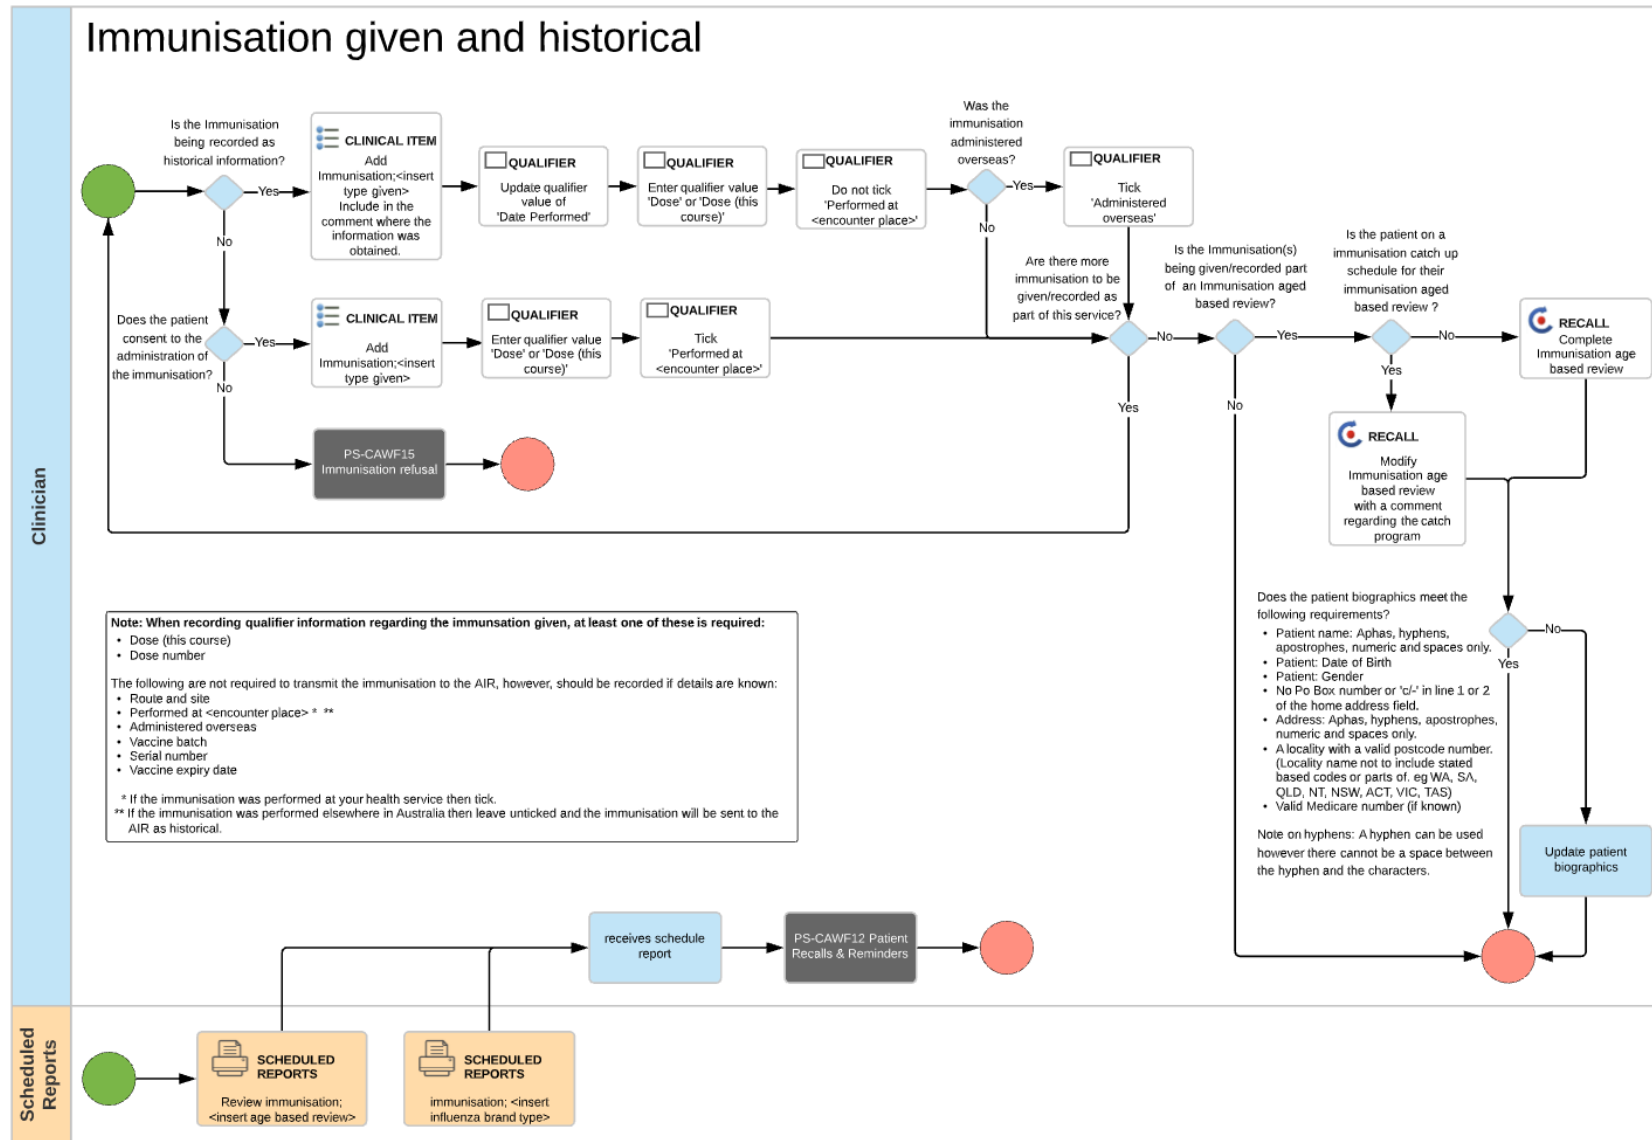 Immunisation given and historical
Clinician
Is the Immunisation
being recorded as
historical information?
Yes
No
CLINICAL ITEM
Add
Immunisation;<insert
type given>
Include in the
comment where the
information was
obtained.
QUALIFIER
Update qualifier
value of
'Date Performed'
QUALIFIER
Enter qualifier value
'Dose' or 'Dose (this
course)'
QUALIFIER
Do not tick
'Performed at
<encounter place>'
Was the
immunisation
administered
overseas?
Yes
No
QUALIFIER
Tick
'Administered
overseas'
Does the patient
consent to the
administration of
the immunisation?
Yes
No
CLINICAL ITEM
Add
Immunisation;<insert
type given>
QUALIFIER
Enter qualifier value
'Dose' or 'Dose (this
course)'
QUALIFIER
Tick
'Performed at
<encounter place>'
Are there more
immunisation to be
given/recorded as
part of this service?
No
Yes
Is the Immunisation(s)
being given/recorded part
of an Immunisation aged
based review?
Yes
No
Is the patient on a
immunisation catch up
schedule for their
immunisation aged
based review ?
No
Yes
RECALL
Complete
Immunisation age
based review
RECALL
Modify
Immunisation age
based review
with a comment
regarding the catch
program
PS-CAWF15
Immunisation refusal
Does the patient biographics meet the
following requirements?
• Patient name: Aphas, hyphens,
apostrophes, numeric and spaces only.
• Patient: Date of Birth
• Patient: Gender
• No Po Box number or 'c/-' in line 1 or 2
of the home address field.
• Address: Aphas, hyphens, apostrophes,
numeric and spaces only.
• A locality with a valid postcode number.
(Locality name not to include stated
based codes or parts of. eg WA, SA,
QLD, NT, NSW, ACT, VIC, TAS)
• Valid Medicare number (if known)
Note on hyphens: A hyphen can be used
however there cannot be a space between
the hyphen and the characters.
No
Yes
Update patient
biographics
Note: When recording qualifier information regarding the immunsation given, at least one of these is required:
• Dose (this course)
• Dose number
The following are not required to transmit the immunisation to the AIR, however, should be recorded if details are known:
• Route and site
• Performed at <encounter place> * **
• Administered overseas
• Vaccine batch
• Serial number
• Vaccine expiry date
* If the immunisation was performed at your health service then tick.
** If the immunisation was performed elsewhere in Australia then leave unticked and the immunisation will be sent to the
AIR as historical.
receives schedule
report
PS-CAWF12 Patient
Recalls & Reminders
Scheduled
Reports
SCHEDULED
REPORTS
Review immunisation;
<insert age based review>
SCHEDULED
REPORTS
immunisation; <insert
influenza brand type>